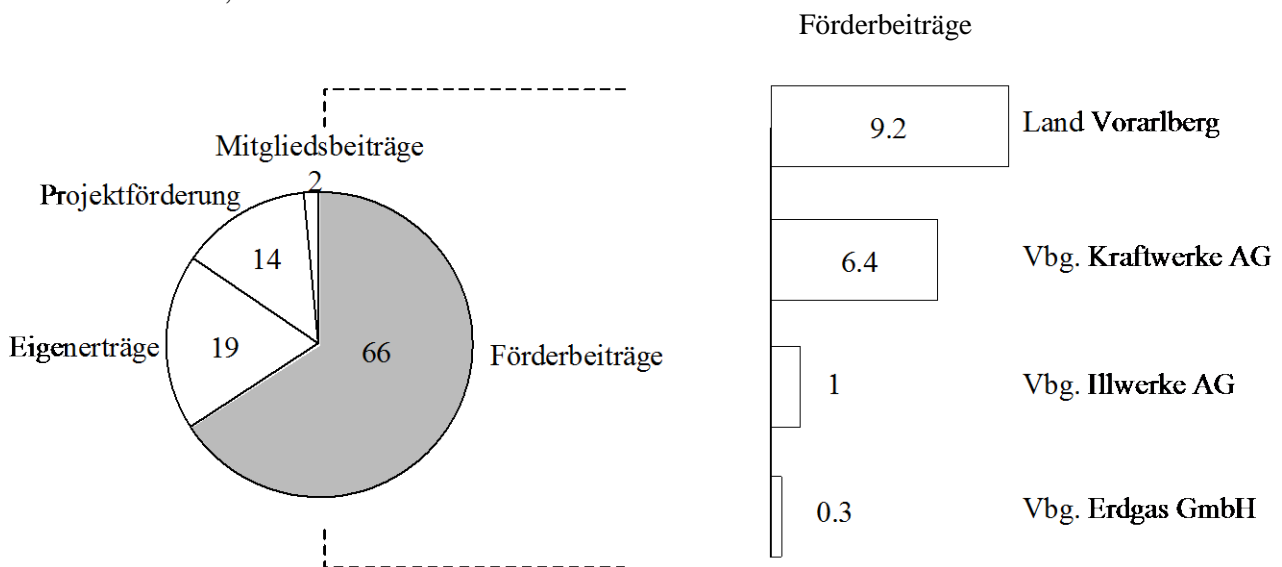 Förderbeiträge
9.2 Land Vorarlberg
Mitgliedsbeiträge
2
Projektförderung
14
6.4 Vbg. Kraftwerke AG
Eigenerträge 19 66 Förderbeiträge
1 Vbg. Illwerke AG
0.3 Vbg. Erdgas GmbH